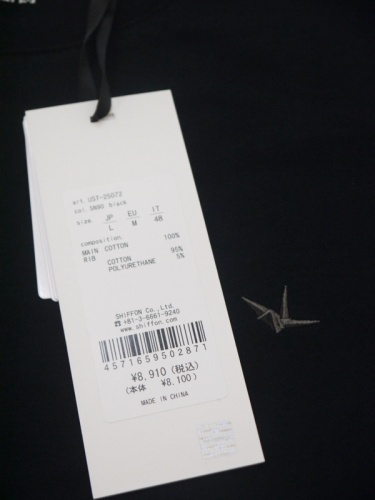 art. UST-25072
col. SN90 black
size. JP EU IT
L M 48
composition.
MAIN COTTON 100%
RIB COTTON 95%
POLYURETHANE 5%
SHIFFON Co., Ltd.
☎ +81-3-6661-9240
www.shiffon.com
4571659502871
¥8,910(税込)
(本体 ¥8,100)
MADE IN CHINA